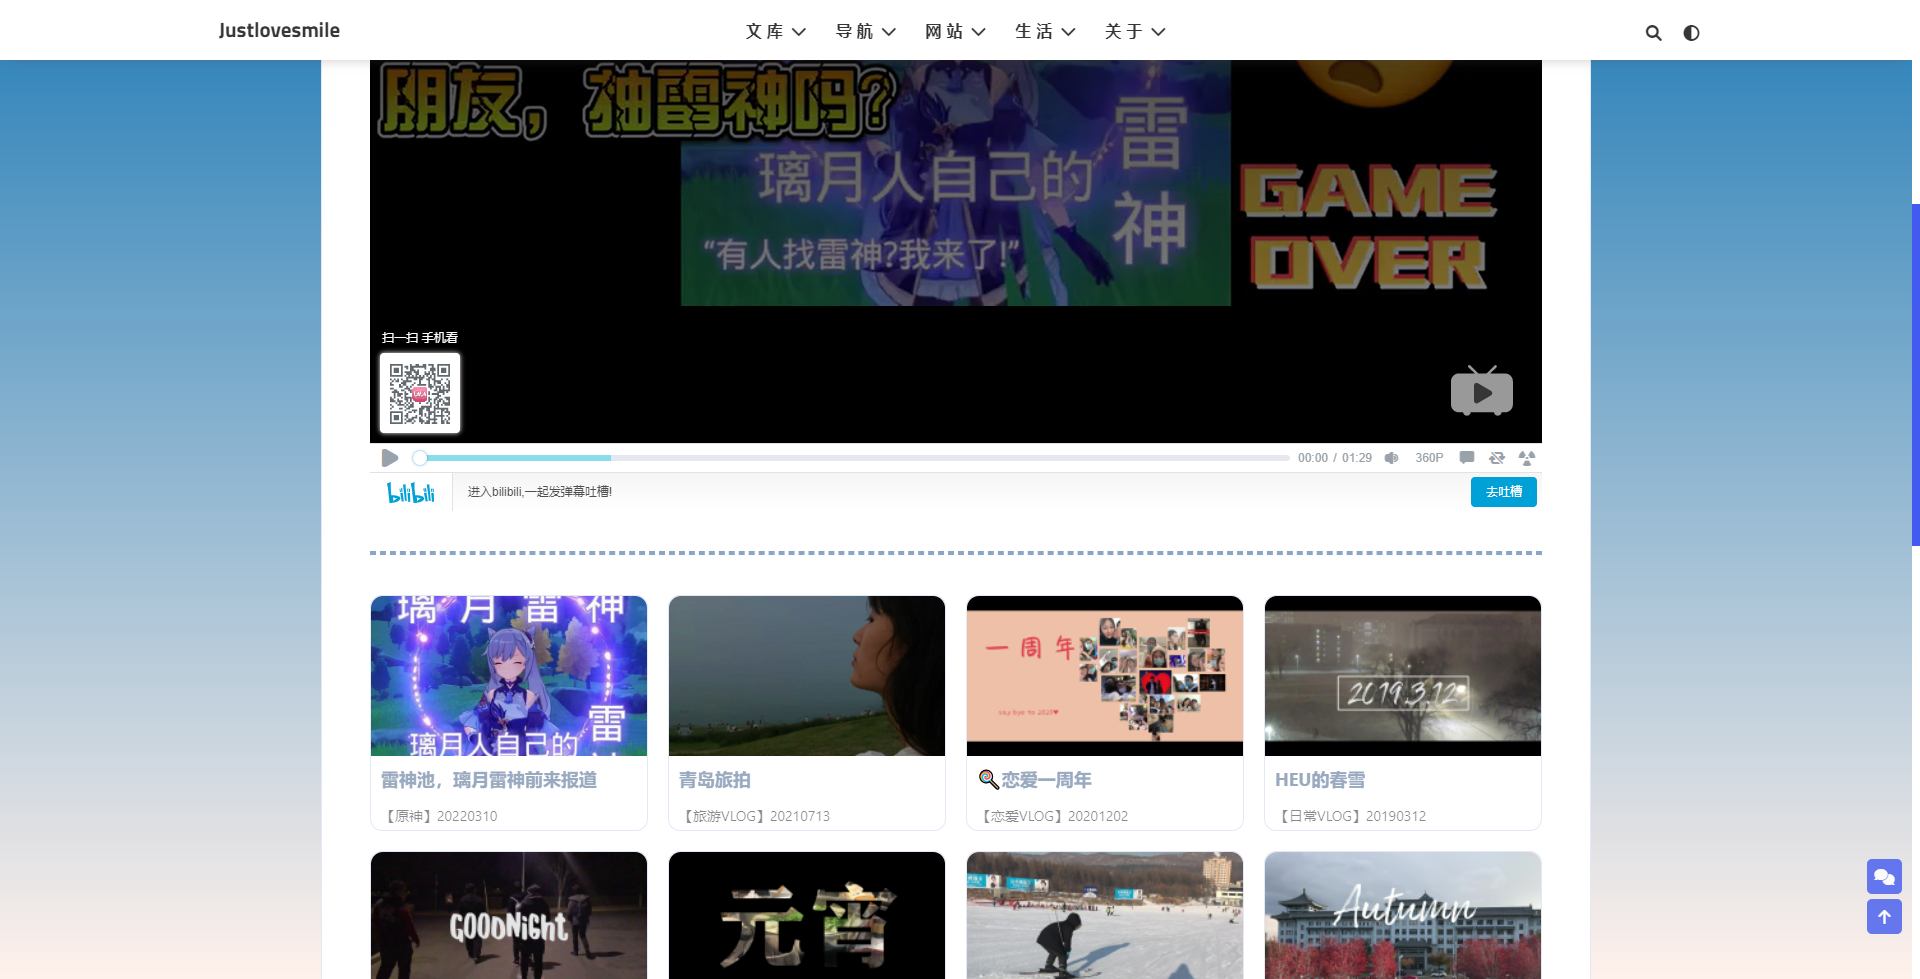 Justlovesmile
文库 导航 网站 生活 关于
朋友，抽雷神吗？
雷神
璃月人自己的
“有人找雷神?我来了!”
GAME OVER
扫一扫 手机看
00:00 / 01:29 360P
bilibili
进入bilibili,一起发弹幕吐槽!
去吐槽
璃月雷神
雷
璃月人自己的
一周年
say bye to 2020
2019.3.12
雷神池，璃月雷神前来报道
青岛旅拍
恋爱一周年
HEU的春雪
【原神】20220310
【旅游VLOG】20210713
【恋爱VLOG】20201202
【日常VLOG】20190312
GOODNIGHT
元宵
Autumn